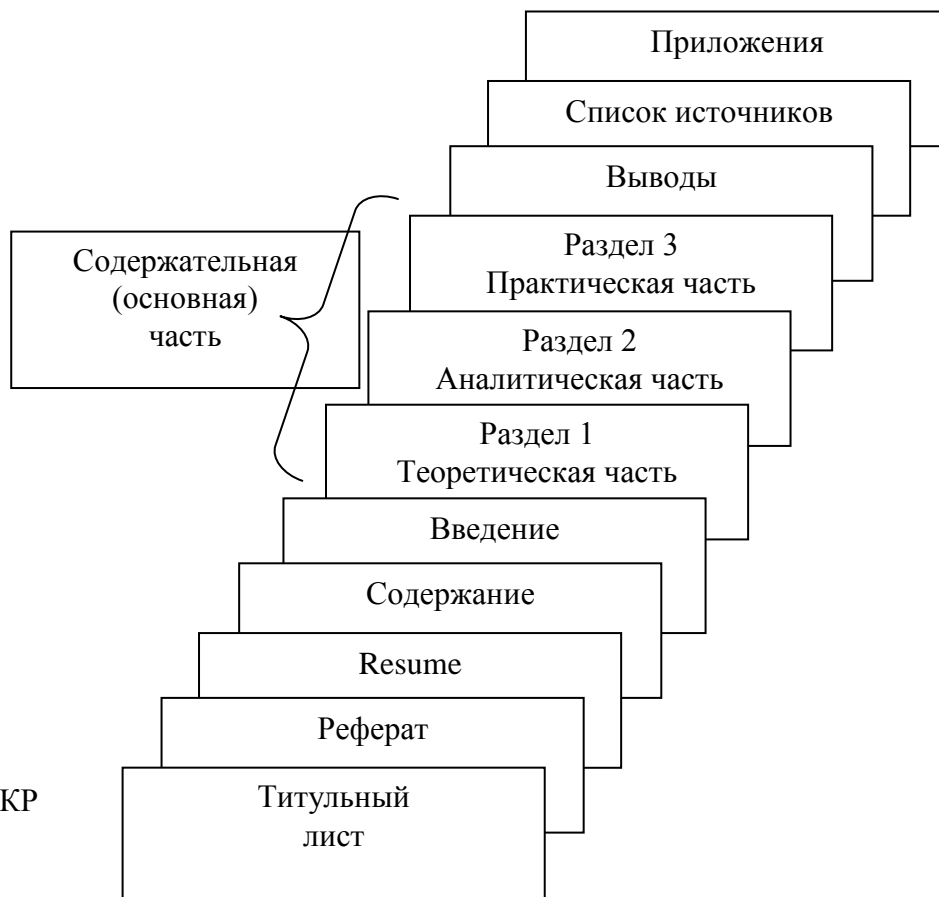 Приложения
Список источников
Выводы
Раздел 3
Практическая часть
Содержательная
(основная)
часть
Раздел 2
Аналитическая часть
Раздел 1
Теоретическая часть
Введение
Содержание
Resume
Реферат
КР
Титульный
лист